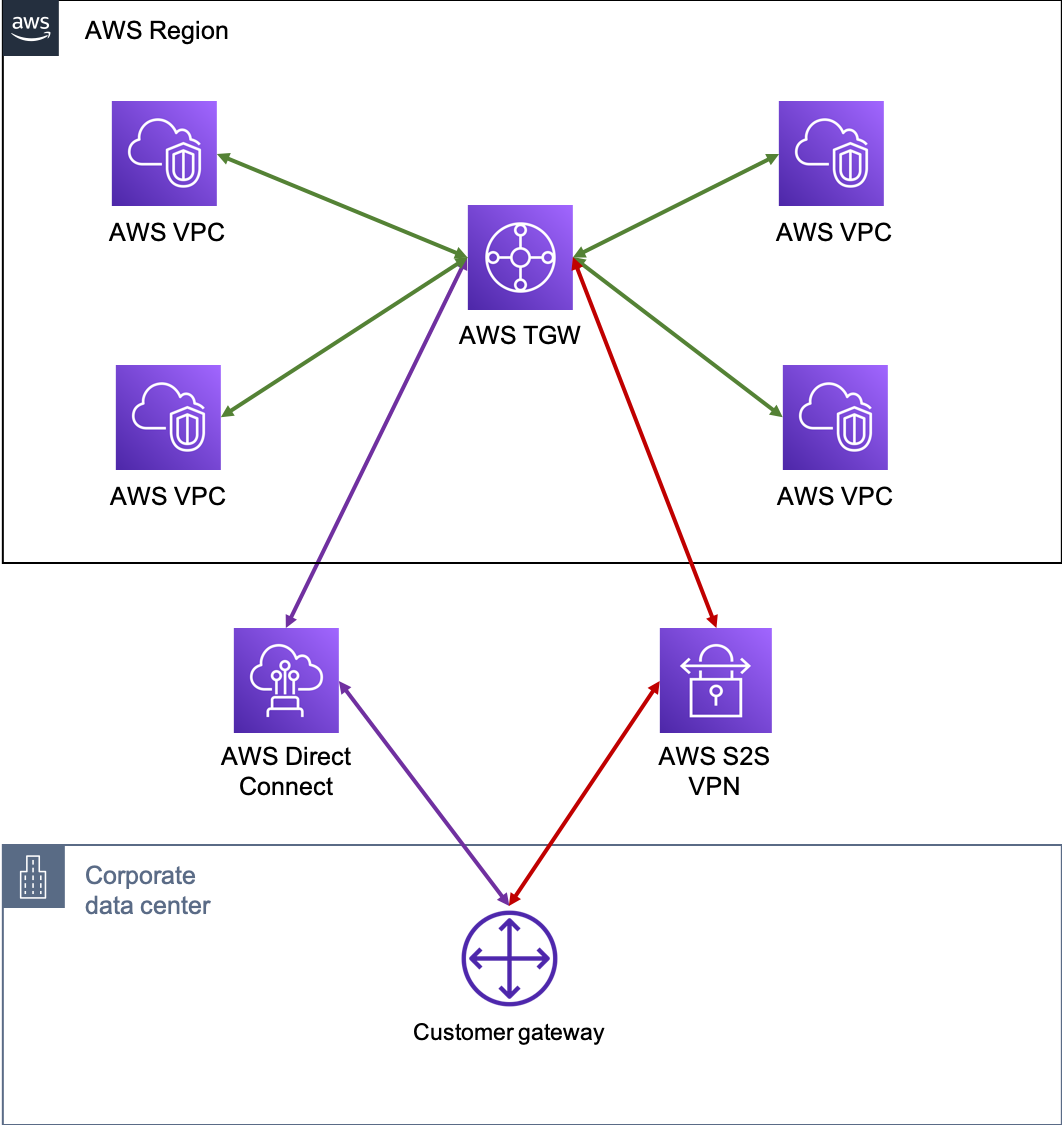 aws
AWS Region
AWS VPC
AWS VPC
AWS TGW
AWS VPC
AWS VPC
AWS Direct
Connect
AWS S2S
VPN
Corporate
data center
Customer gateway